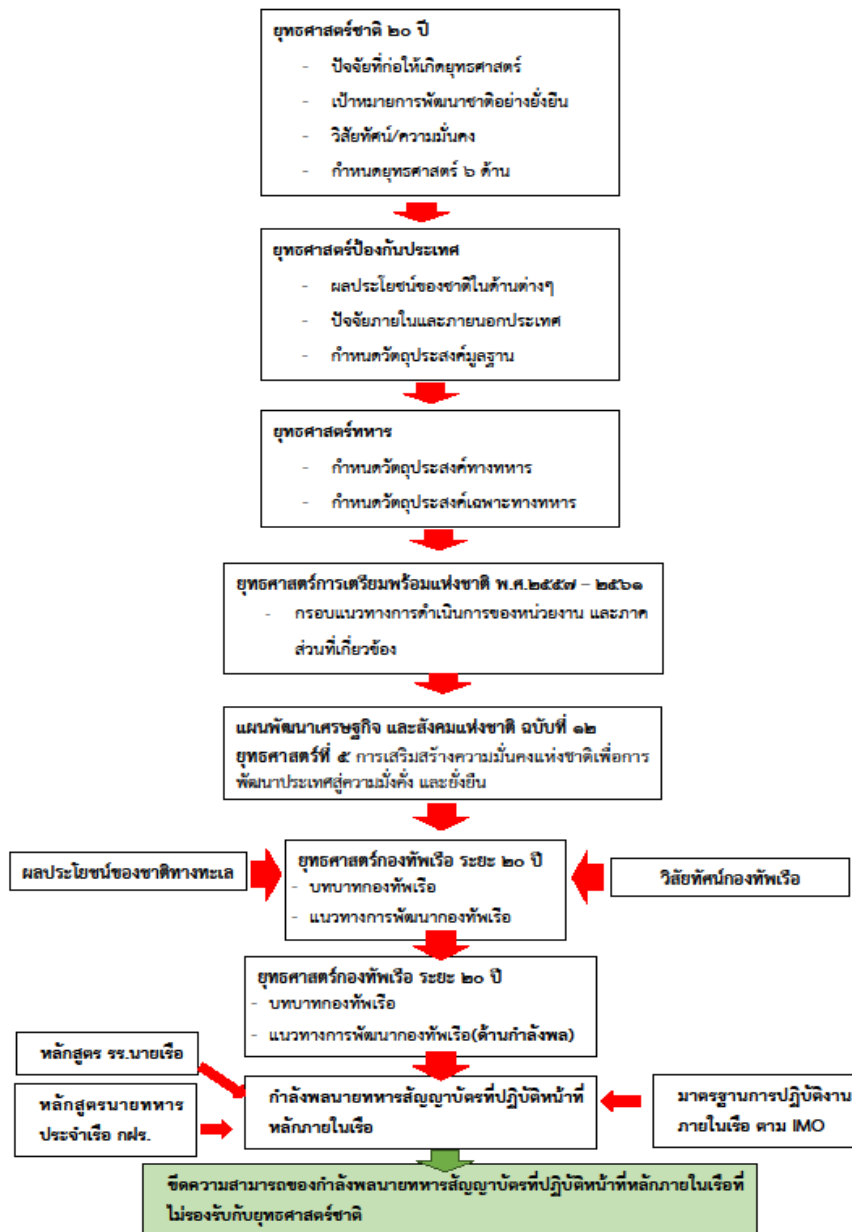 ยุทธศาสตร์ชาติ ๒๐ ปี
- ปัจจัยที่ก่อให้เกิดยุทธศาสตร์
- เป้าหมายการพัฒนาชาติอย่างยั่งยืน
- วิสัยทัศน์/ความมั่นคง
- กำหนดยุทธศาสตร์ ๖ ด้าน
ยุทธศาสตร์ป้องกันประเทศ
- ผลประโยชน์ของชาติในด้านต่างๆ
- ปัจจัยภายในและภายนอกประเทศ
- กำหนดวัตถุประสงค์มูลฐาน
ยุทธศาสตร์ทหาร
- กำหนดวัตถุประสงค์ทางทหาร
- กำหนดวัตถุประสงค์เฉพาะทางทหาร
ยุทธศาสตร์การเตรียมพร้อมแห่งชาติ พ.ศ.๒๕๕๗ – ๒๕๖๑
- กรอบแนวทางการดำเนินการของหน่วยงาน และภาค
ส่วนที่เกี่ยวข้อง
แผนพัฒนาเศรษฐกิจ และสังคมแห่งชาติ ฉบับที่ ๑๒
ยุทธศาสตร์ที่ ๕ การเสริมสร้างความมั่นคงแห่งชาติเพื่อการ
พัฒนาประเทศสู่ความมั่งคั่ง และยั่งยืน
ผลประโยชน์ของชาติทางทะเล
ยุทธศาสตร์กองทัพเรือ ระยะ ๒๐ ปี
- บทบาทกองทัพเรือ
- แนวทางการพัฒนากองทัพเรือ
วิสัยทัศน์กองทัพเรือ
ยุทธศาสตร์กองทัพเรือ ระยะ ๒๐ ปี
- บทบาทกองทัพเรือ
- แนวทางการพัฒนากองทัพเรือ(ด้านกำลังพล)
หลักสูตร รร.นายเรือ
หลักสูตรนายทหาร
ประจำเรือ กฝร.
กำลังพลนายทหารสัญญาบัตรที่ปฏิบัติหน้าที่
หลักภายในเรือ
มาตรฐานการปฏิบัติงาน
ภายในเรือ ตาม IMO
ขีดความสามารถของกำลังพลนายทหารสัญญาบัตรที่ปฏิบัติหน้าที่หลักภายในเรือที่
ไม่รองรับกับยุทธศาสตร์ชาติ